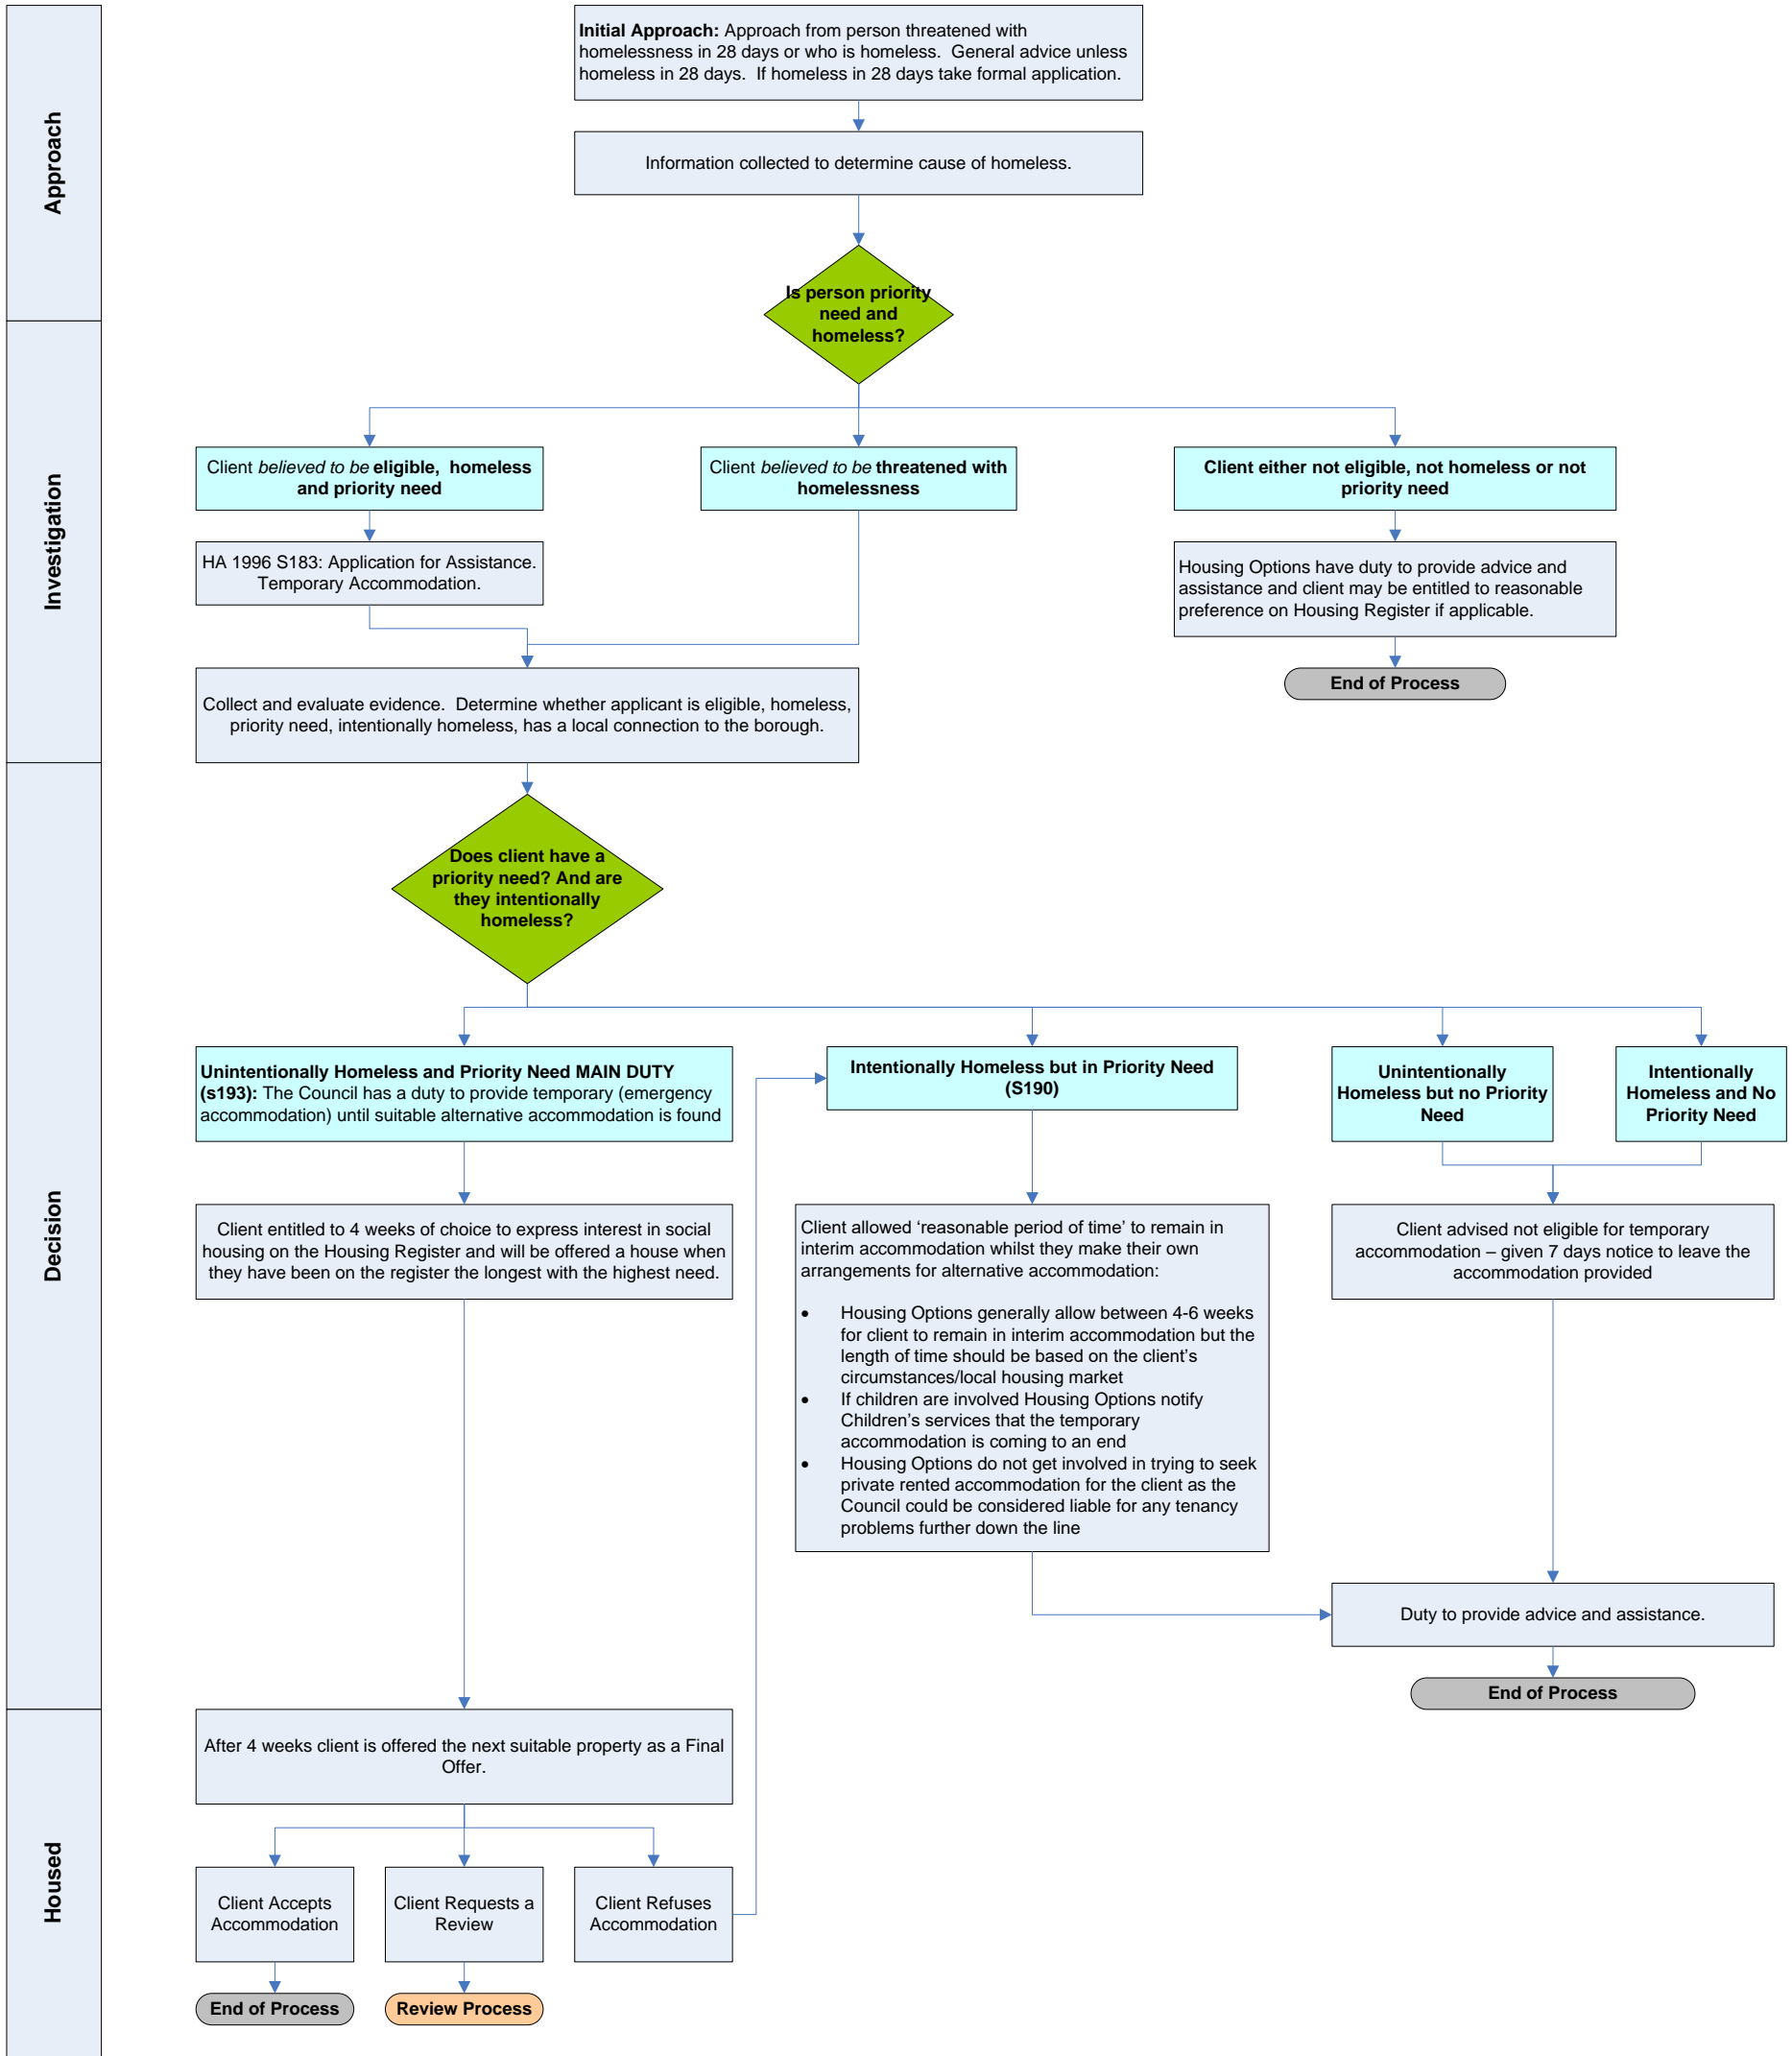 Approach
Initial Approach: Approach from person threatened with
homelessness in 28 days or who is homeless.  General advice unless
homeless in 28 days.  If homeless in 28 days take formal application.
Information collected to determine cause of homeless.
Is person priority
need and
homeless?
Investigation
Client believed to be eligible,  homeless
and priority need
Client believed to be threatened with
homelessness
Client either not eligible, not homeless or not
priority need
HA 1996 S183: Application for Assistance.
Temporary Accommodation.
Housing Options have duty to provide advice and
assistance and client may be entitled to reasonable
preference on Housing Register if applicable.
End of Process
Collect and evaluate evidence.  Determine whether applicant is eligible, homeless,
priority need, intentionally homeless, has a local connection to the borough.
Decision
Does client have a
priority need? And are
they intentionally
homeless?
Unintentionally Homeless and Priority Need MAIN DUTY
(s193): The Council has a duty to provide temporary (emergency
accommodation) until suitable alternative accommodation is found
Intentionally Homeless but in Priority Need
(S190)
Unintentionally
Homeless but no Priority
Need
Intentionally
Homeless and No
Priority Need
Client entitled to 4 weeks of choice to express interest in social
housing on the Housing Register and will be offered a house when
they have been on the register the longest with the highest need.
Client allowed ‘reasonable period of time’ to remain in
interim accommodation whilst they make their own
arrangements for alternative accommodation:
• Housing Options generally allow between 4-6 weeks
for client to remain in interim accommodation but the
length of time should be based on the client’s
circumstances/local housing market
• If children are involved Housing Options notify
Children’s services that the temporary
accommodation is coming to an end
• Housing Options do not get involved in trying to seek
private rented accommodation for the client as the
Council could be considered liable for any tenancy
problems further down the line
Client advised not eligible for temporary
accommodation – given 7 days notice to leave the
accommodation provided
Duty to provide advice and assistance.
End of Process
Housed
After 4 weeks client is offered the next suitable property as a Final
Offer.
Client Accepts
Accommodation
Client Requests a
Review
Client Refuses
Accommodation
End of Process
Review Process